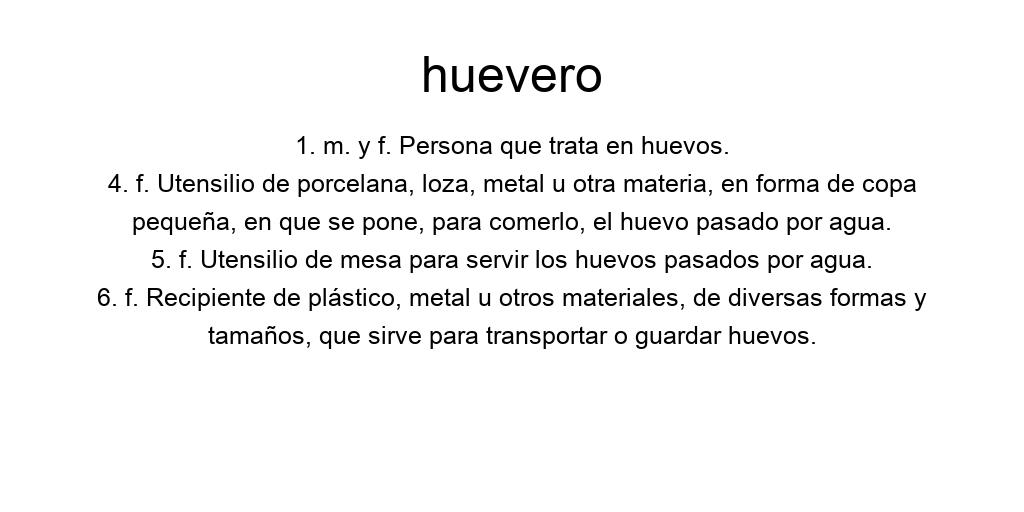 huevero
1. m. y f. Persona que trata en huevos.
4. f. Utensilio de porcelana, loza, metal u otra materia, en forma de copa
pequeña, en que se pone, para comerlo, el huevo pasado por agua.
5. f. Utensilio de mesa para servir los huevos pasados por agua.
6. f. Recipiente de plástico, metal u otros materiales, de diversas formas y
tamaños, que sirve para transportar o guardar huevos.